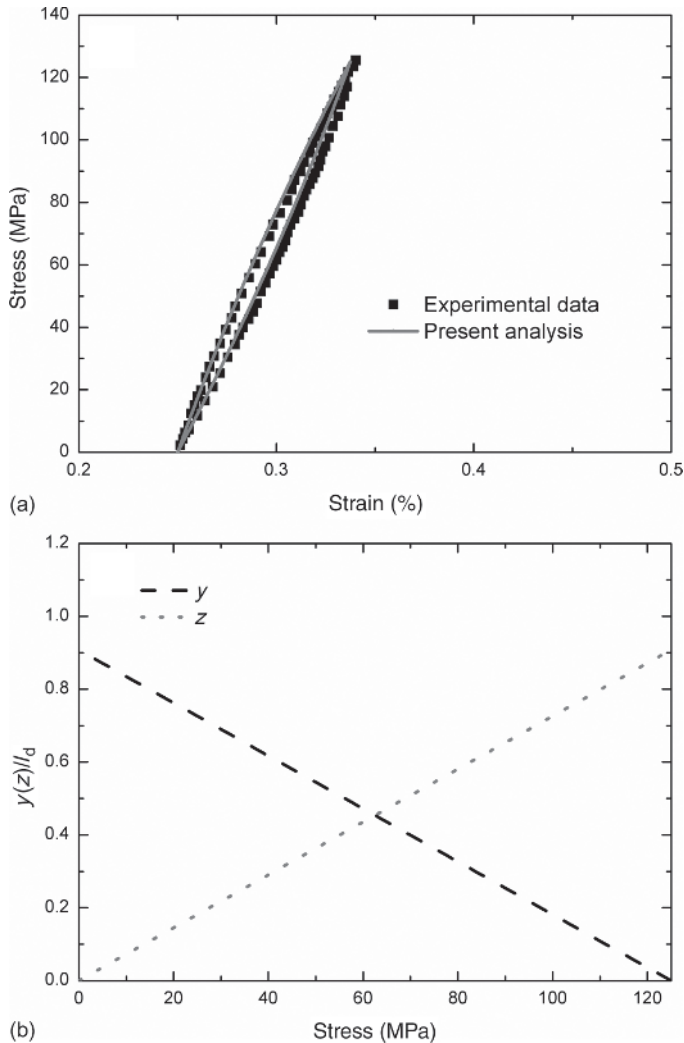 140
120
100
80
60
40
20
0
Stress (MPa)
Experimental data
Present analysis
0.2 0.3 0.4 0.5
(a) Strain (%)
1.2
1.0
0.8
0.6
0.4
0.2
0.0
y(z)/l_d
y
z
0 20 40 60 80 100 120
(b) Stress (MPa)